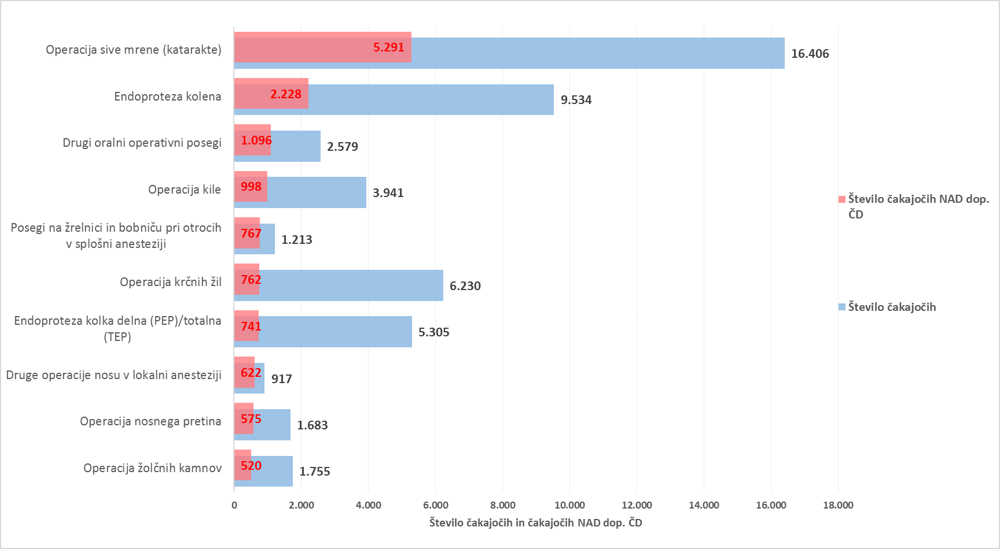 Operacija sive mrene (katarakte)
5.291
16.406
Endoproteza kolena
2.228
9.534
Drugi oralni operativni posegi
1.096
2.579
Operacija kile
998
3.941
Posegi na žrelnici in bobniču pri otrocih
v splošni anesteziji
767
1.213
Operacija krčnih žil
762
6.230
Endoproteza kolka delna (PEP)/totalna
(TEP)
741
5.305
Druge operacije nosu v lokalni anesteziji
622
917
Operacija nosnega pretina
575
1.683
Operacija žolčnih kamnov
520
1.755
0
2.000
4.000
6.000
8.000
10.000
12.000
14.000
16.000
18.000
Število čakajočih in čakajočih NAD dop. ČD
Število čakajočih NAD dop.
ČD
Število čakajočih